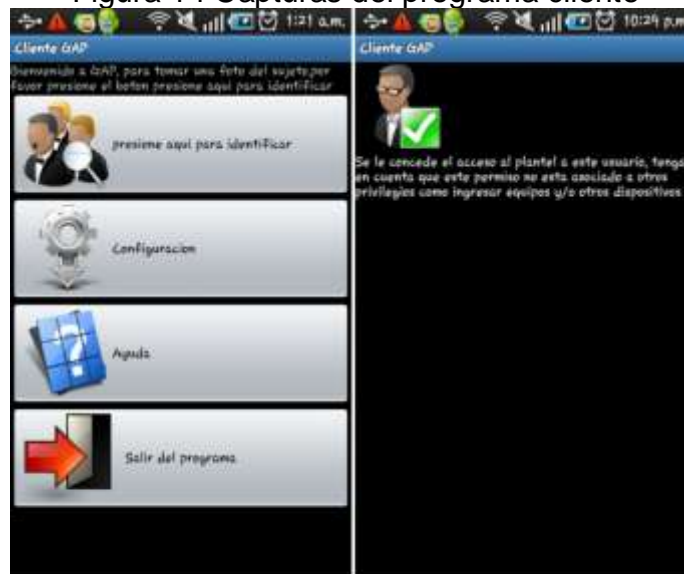 Figura 14 Capturas del programa cliente
1:21 a.m.
Cliente GAP
Bienvenido a GAP, para tomar una foto del sujeto,por
favor presione el boton presione aqui para identificar
presione aqui para identificar
Configuracion
Ayuda
Salir del programa
10:29 p.m
Cliente GAP
Se le concede el acceso al plantel a este usuario, tenga
en cuenta que este permiso no esta asociado a otros
privilegios como ingresar equipos y/o otros dispositivos